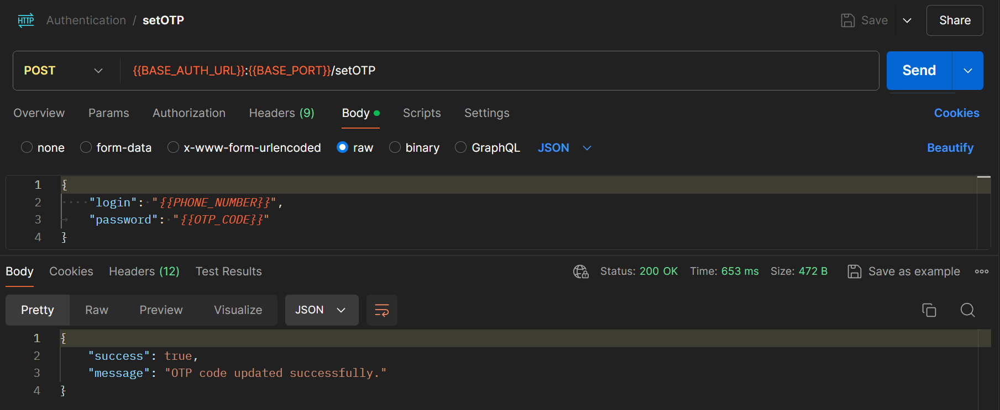 HTTP Authentication / setOTP Save Share
POST {{BASE_AUTH_URL}}:{{BASE_PORT}}/setOTP Send
Overview Params Authorization Headers (9) Body Scripts Settings Cookies
none form-data x-www-form-urlencoded raw binary GraphQL JSON Beautify
1 {
2 "login": "{{PHONE_NUMBER}}",
3 "password": "{{OTP_CODE}}"
4 }
Body Cookies Headers (12) Test Results Status: 200 OK Time: 653 ms Size: 472 B Save as example
Pretty Raw Preview Visualize JSON
1 {
2 "success": true,
3 "message": "OTP code updated successfully."
4 }